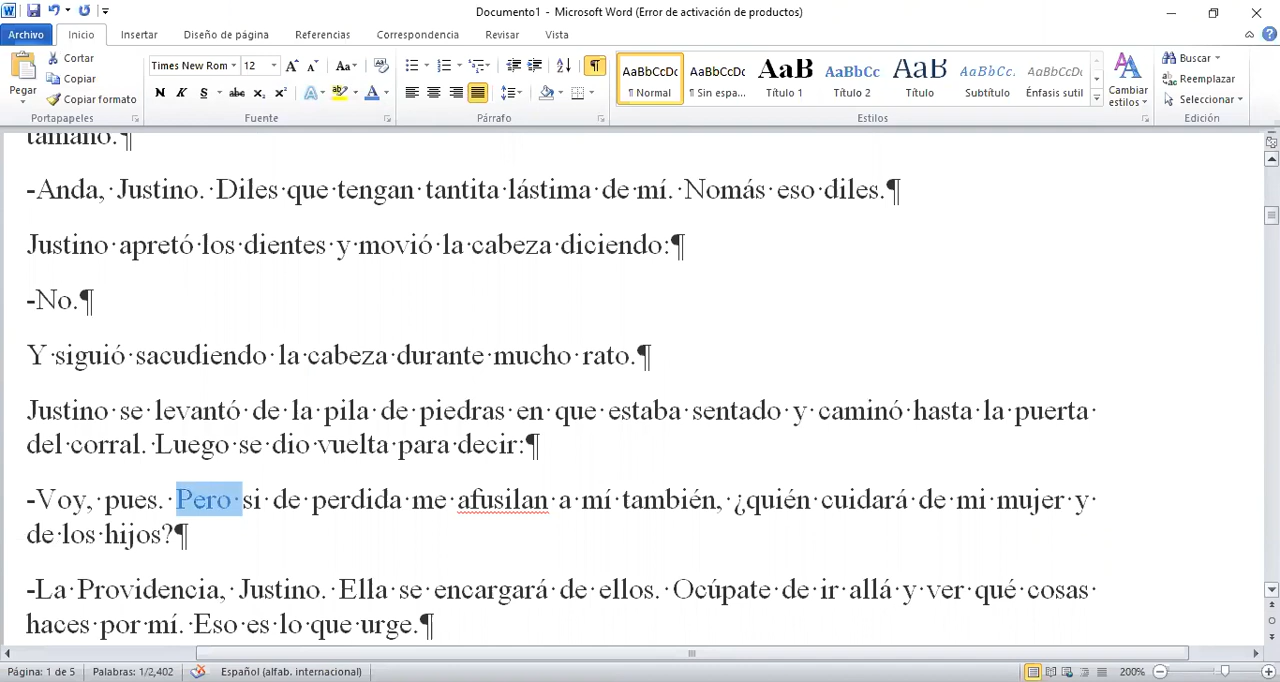 Documento1 - Microsoft Word (Error de activación de productos)
Archivo Inicio Insertar Diseño de página Referencias Correspondencia Revisar Vista
Pegar
Cortar
Copiar
Copiar formato
Portapapeles
Times New Rom 12
Aa
N K S abc x₂ x² A ab A
Fuente
Párrafo
AaBbCcDc
¶ Normal
AaBbCcDc
¶ Sin espa...
AaB
Título 1
AaBbCc
Título 2
AaB
Título
AaBbCc.
Subtítulo
AaBbCcDc
Énfasis sutil
Cambiar
estilos
Estilos
Buscar
Reemplazar
Seleccionar
Edición
tamaño.¶
-Anda,·Justino.·Diles·que·tengan·tantita·lástima·de·mí.·Nomás·eso·diles.¶
Justino·apretó·los·dientes·y·movió·la·cabeza·diciendo:¶
-No.¶
Y·siguió·sacudiendo·la·cabeza·durante·mucho·rato.¶
Justino·se·levantó·de·la·pila·de·piedras·en·que·estaba·sentado·y·caminó·hasta·la·puerta·
del·corral.·Luego·se·dio·vuelta·para·decir:¶
-Voy,·pues.·Pero·si·de·perdida·me·afusilan·a·mí·también,·¿quién·cuidará·de·mi·mujer·y·
de·los·hijos?¶
-La·Providencia,·Justino.·Ella·se·encargará·de·ellos.·Ocúpate·de·ir·allá·y·ver·qué·cosas·
haces·por·mí.·Eso·es·lo·que·urge.¶
Página: 1 de 5 Palabras: 1/2,402 Español (alfab. internacional) 200%